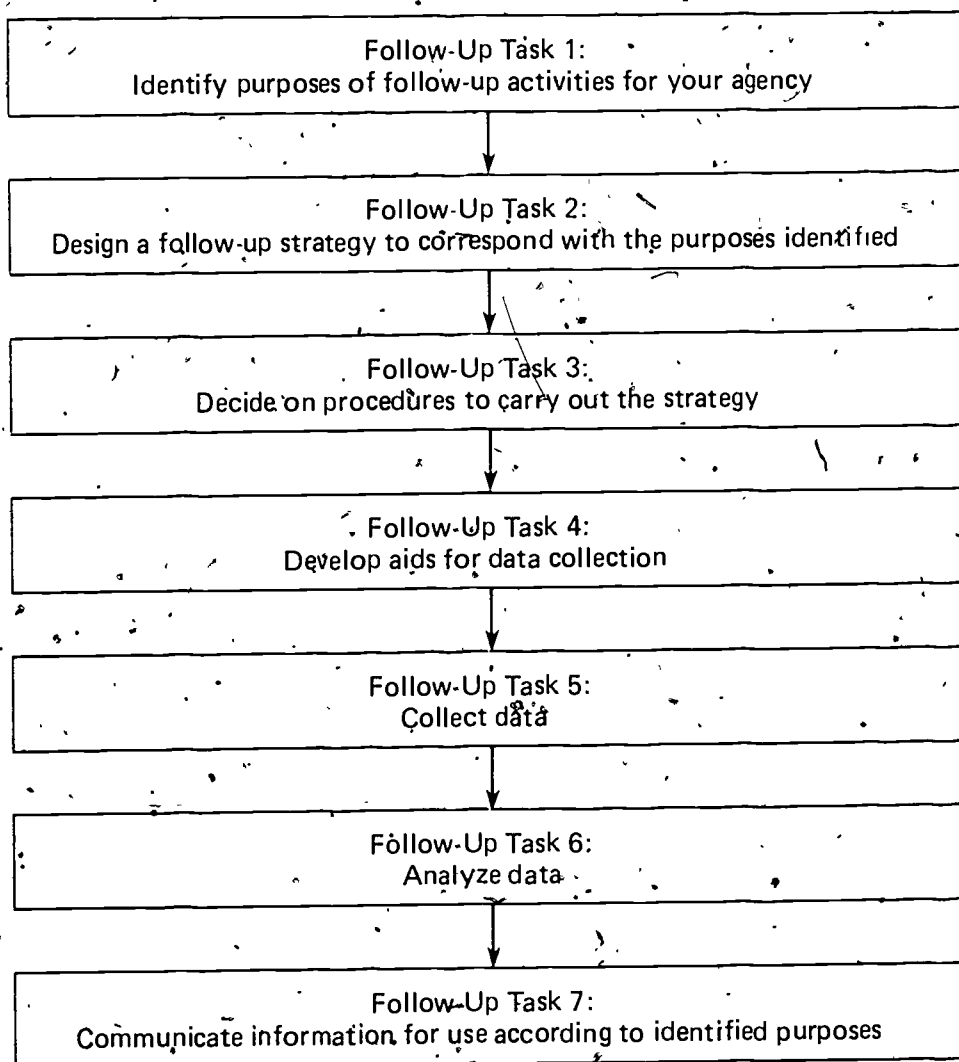 Follow-Up Task 1:
Identify purposes of follow-up activities for your agency
Follow-Up Task 2:
Design a follow-up strategy to correspond with the purposes identified
Follow-Up Task 3:
Decide on procedures to carry out the strategy
Follow-Up Task 4:
Develop aids for data collection
Follow-Up Task 5:
Collect data
Follow-Up Task 6:
Analyze data
Follow-Up Task 7:
Communicate information for use according to identified purposes